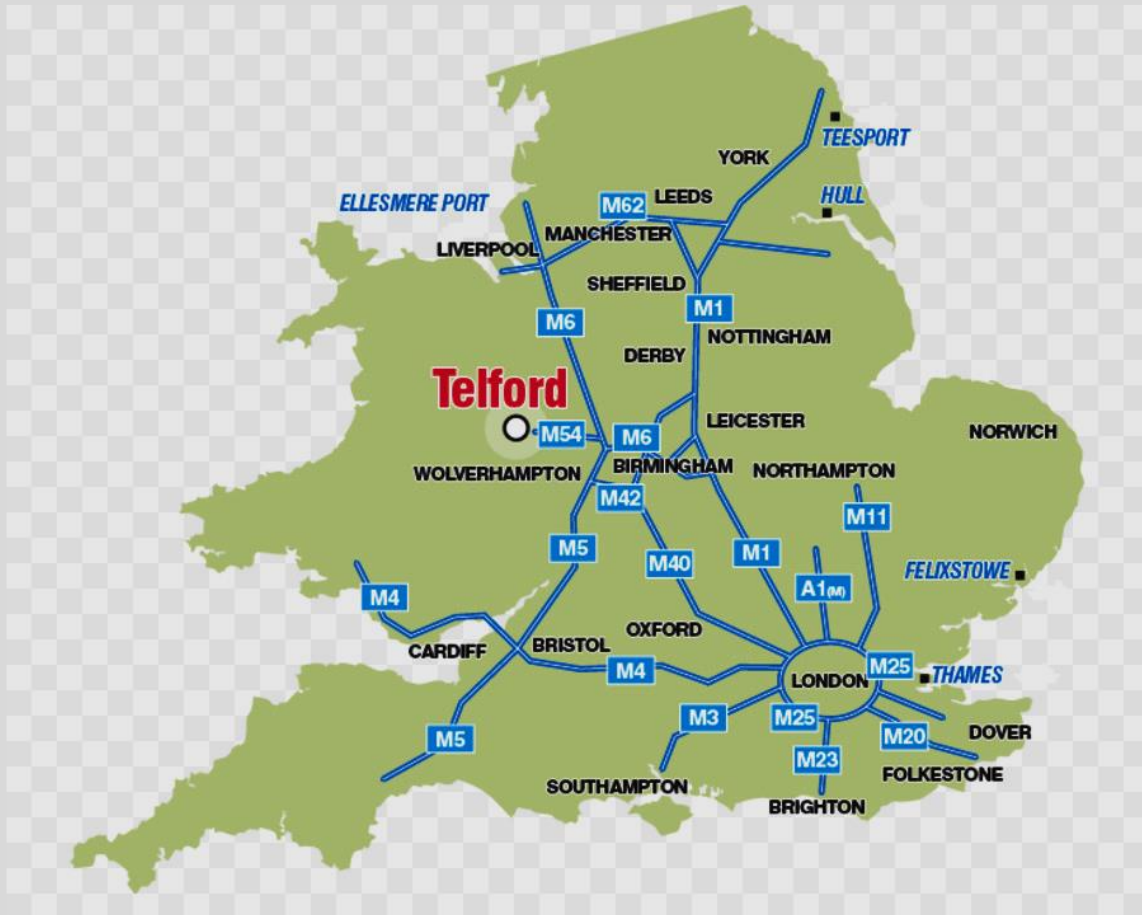 TEESPORT
YORK
LEEDS
HULL
ELLESMERE PORT
M62
MANCHESTER
LIVERPOOL
SHEFFIELD
M1
M6
NOTTINGHAM
DERBY
Telford
LEICESTER
M54
M6
NORWICH
BIRMINGHAM
NORTHAMPTON
WOLVERHAMPTON
M42
M11
M5
M1
M40
FELIXSTOWE
A1(M)
M4
OXFORD
BRISTOL
CARDIFF
M25
M4
THAMES
LONDON
M3
M25
DOVER
M20
M5
M23
FOLKESTONE
SOUTHAMPTON
BRIGHTON